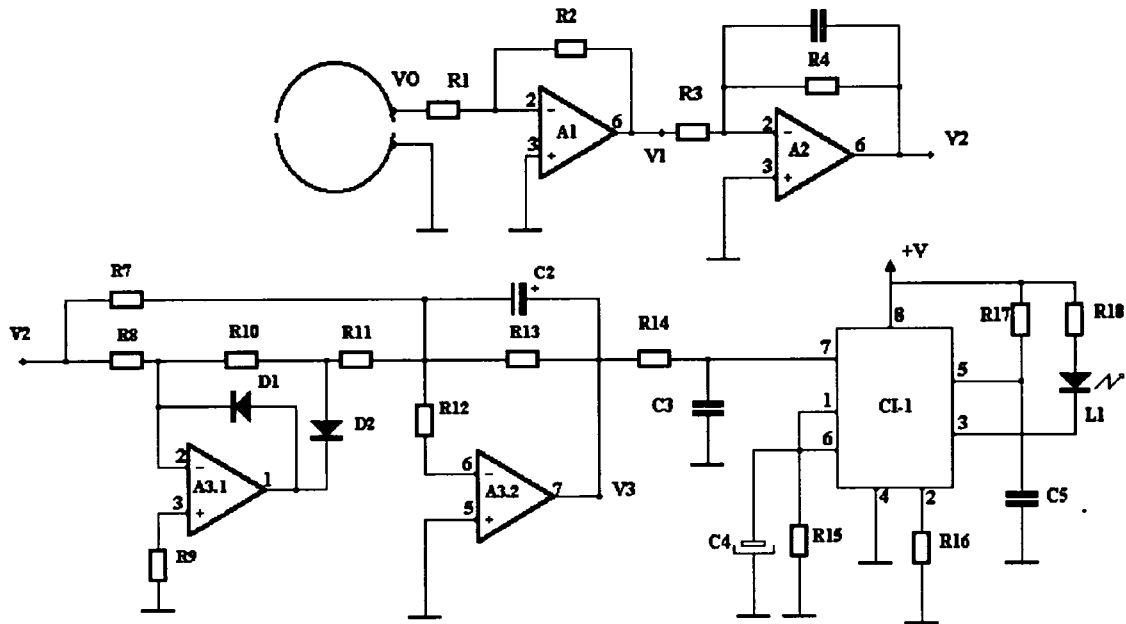 R2
VO
R1
2
A1
6
3
V1
R3
R4
2
A2
6
3
V2
R7
C2
+
V2
R8
R10
R11
R13
R14
D1
D2
R12
2
A3.1
1
3
R9
6
A3.2
7
5
V3
C3
+V
8
R17
R18
7
5
1
CI-1
3
L1
6
4
2
C4
R15
R16
C5